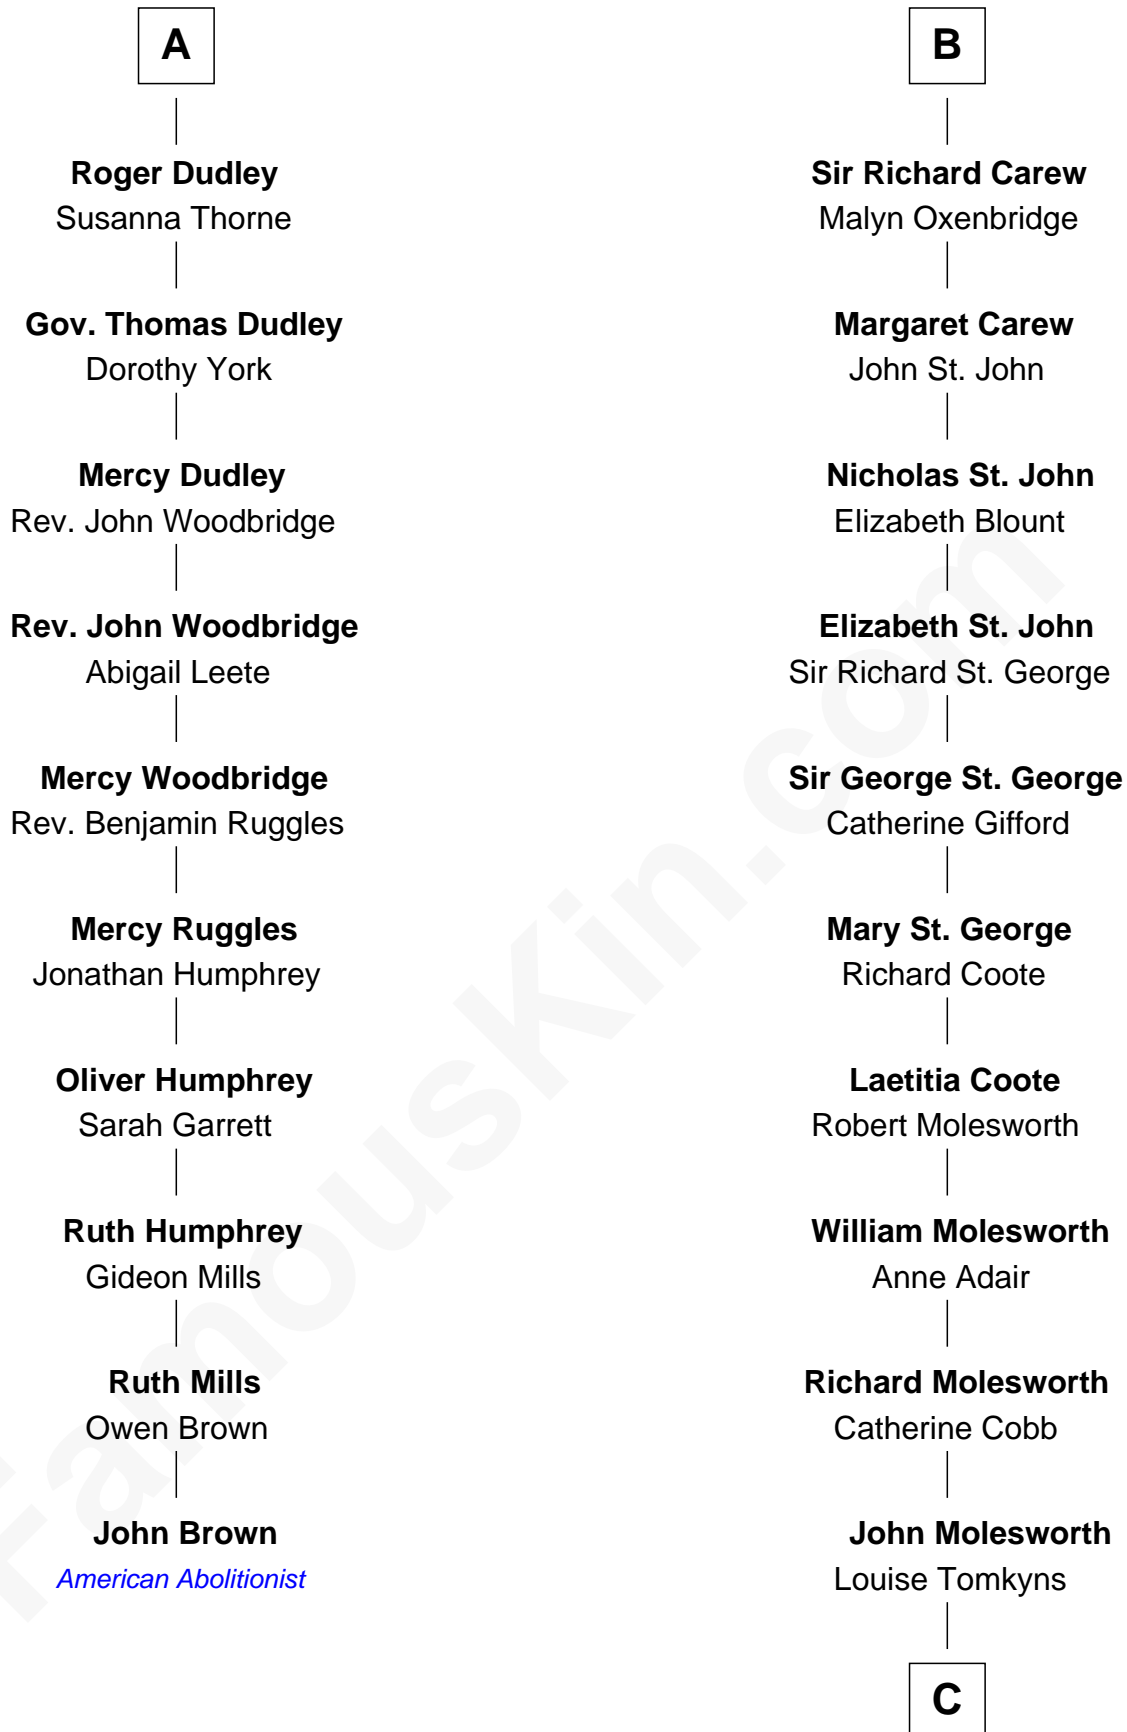 A
Roger Dudley
Susanna Thorne
Gov. Thomas Dudley
Dorothy York
Mercy Dudley
Rev. John Woodbridge
Rev. John Woodbridge
Abigail Leete
Mercy Woodbridge
Rev. Benjamin Ruggles
Mercy Ruggles
Jonathan Humphrey
Oliver Humphrey
Sarah Garrett
Ruth Humphrey
Gideon Mills
Ruth Mills
Owen Brown
John Brown
American Abolitionist
B
Sir Richard Carew
Malyn Oxenbridge
Margaret Carew
John St. John
Nicholas St. John
Elizabeth Blount
Elizabeth St. John
Sir Richard St. George
Sir George St. George
Catherine Gifford
Mary St. George
Richard Coote
Laetitia Coote
Robert Molesworth
William Molesworth
Anne Adair
Richard Molesworth
Catherine Cobb
John Molesworth
Louise Tomkyns
C
FamousKin.com